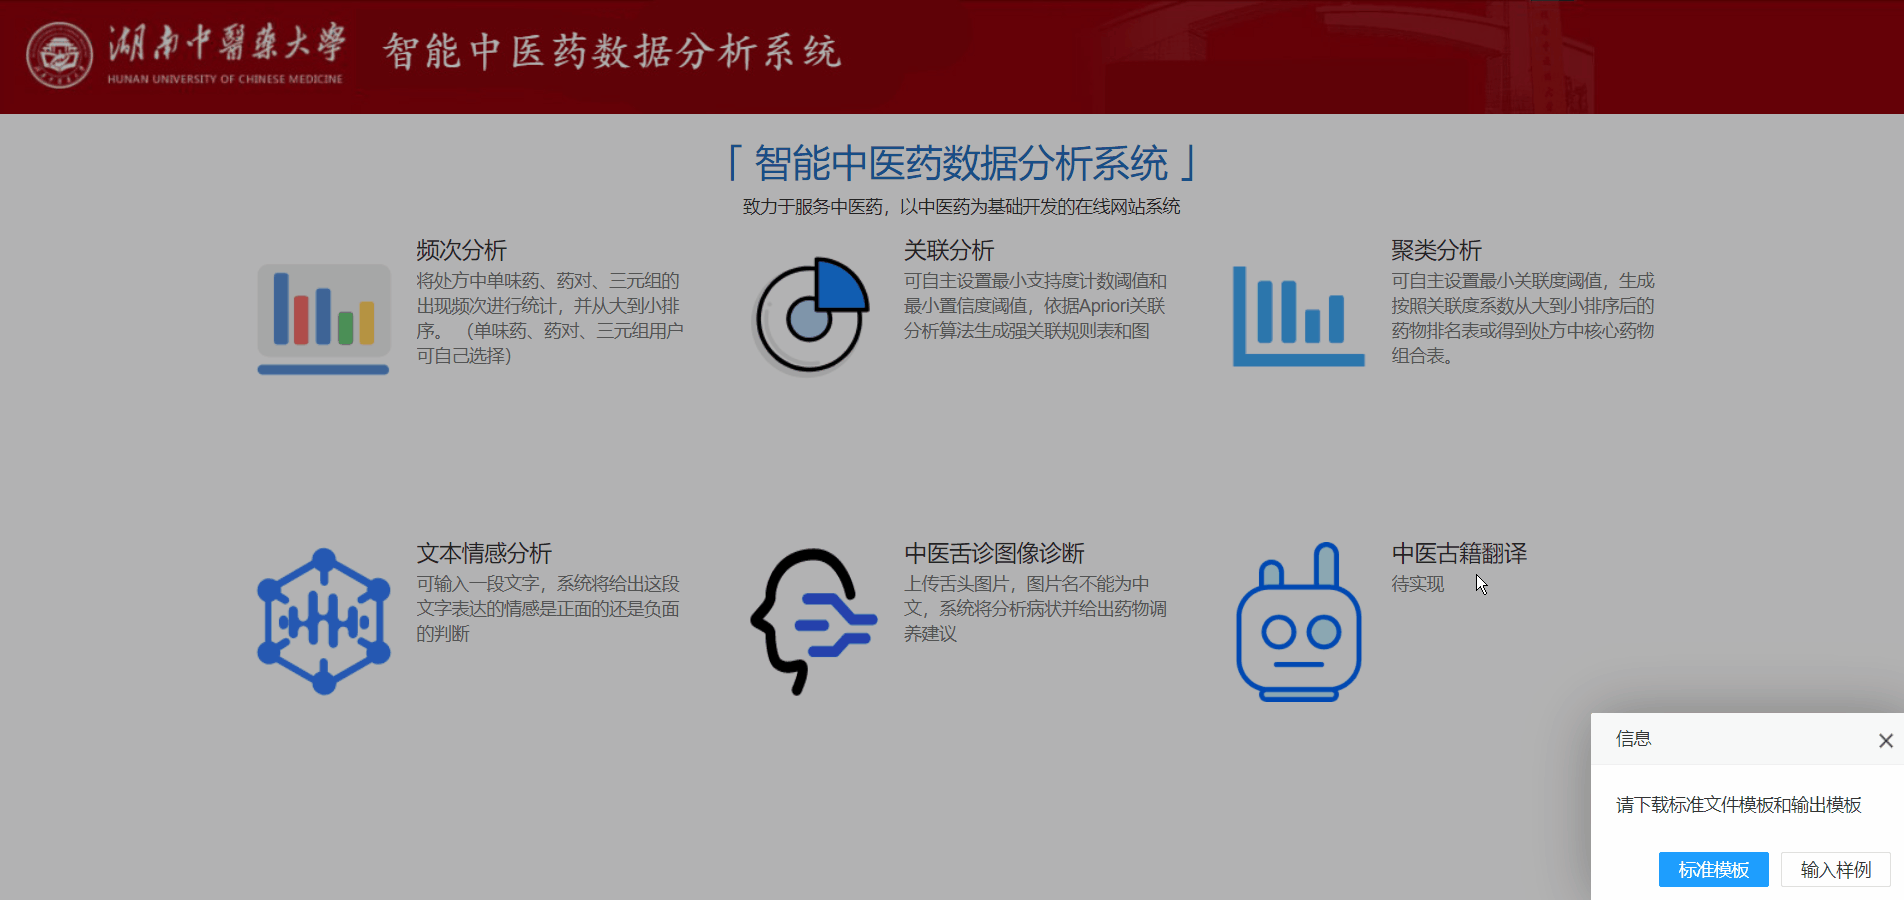 湖南中醫藥大學
HUNAN UNIVERSITY OF CHINESE MEDICINE
智能中医药数据分析系统
「 智能中医药数据分析系统 」
致力于服务中医药，以中医药为基础开发的在线网站系统
频次分析
将处方中单味药、药对、三元组的
出现频次进行统计，并从大到小排
序。（单味药、药对、三元组用户
可自己选择）
关联分析
可自主设置最小支持度计数阈值和
最小置信度阈值，依据Apriori关联
分析算法生成强关联规则表和图
聚类分析
可自主设置最小关联度阈值，生成
按照关联度系数从大到小排序后的
药物排名表或得到处方中核心药物
组合表。
文本情感分析
可输入一段文字，系统将给出这段
文字表达的情感是正面的还是负面
的判断
中医舌诊图像诊断
上传舌头图片，图片名不能为中
文，系统将分析病状并给出药物调
养建议
中医古籍翻译
待实现
信息
请下载标准文件模板和输出模板
标准模板
输入样例